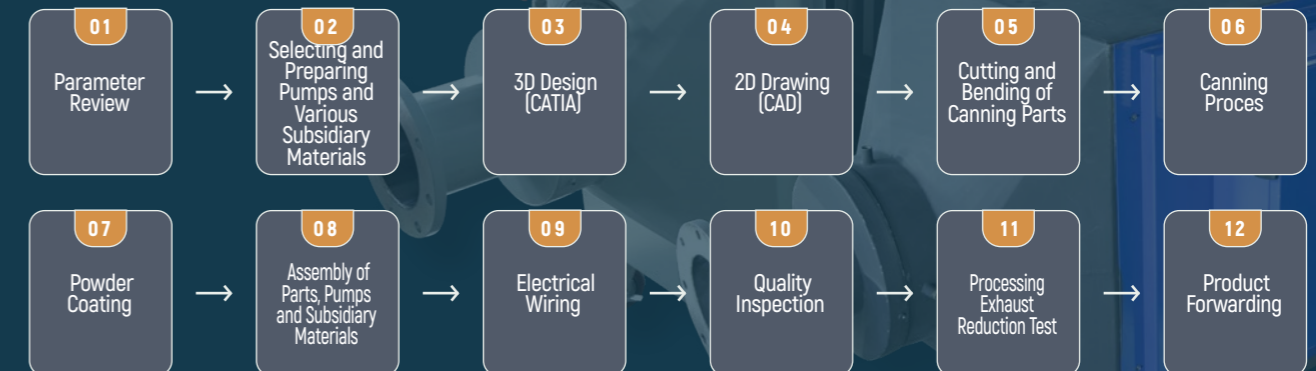 01
Parameter
Review
02
Selecting and
Preparing
Pumps and
Various
Subsidiary
Materials
03
3D Design
(CATIA)
04
2D Drawing
(CAD)
05
Cutting and
Bending of
Canning Parts
06
Canning
Proces
07
Powder
Coating
08
Assembly of
Parts, Pumps
and Subsidiary
Materials
09
Electrical
Wiring
10
Quality
Inspection
11
Processing
Exhaust
Reduction Test
12
Product
Forwarding